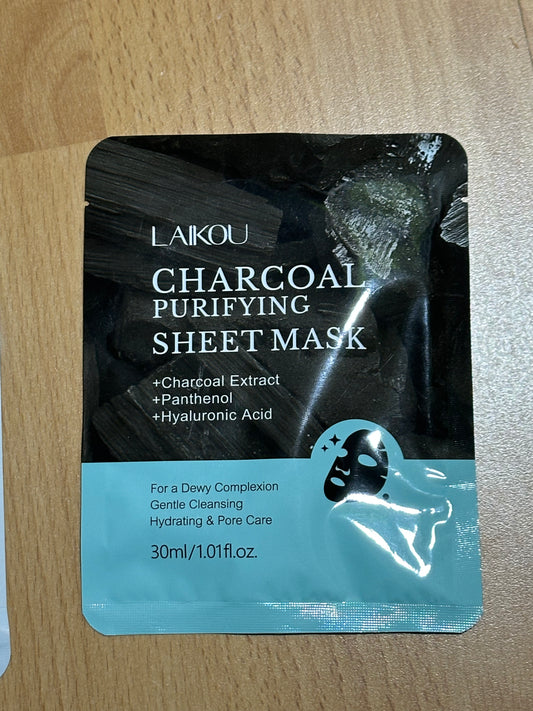 LAIKOU
CHARCOAL
PURIFYING
SHEET MASK
+Charcoal Extract
+Panthenol
+Hyaluronic Acid
For a Dewy Complexion
Gentle Cleansing
Hydrating & Pore Care
30ml/1.01fl.oz.